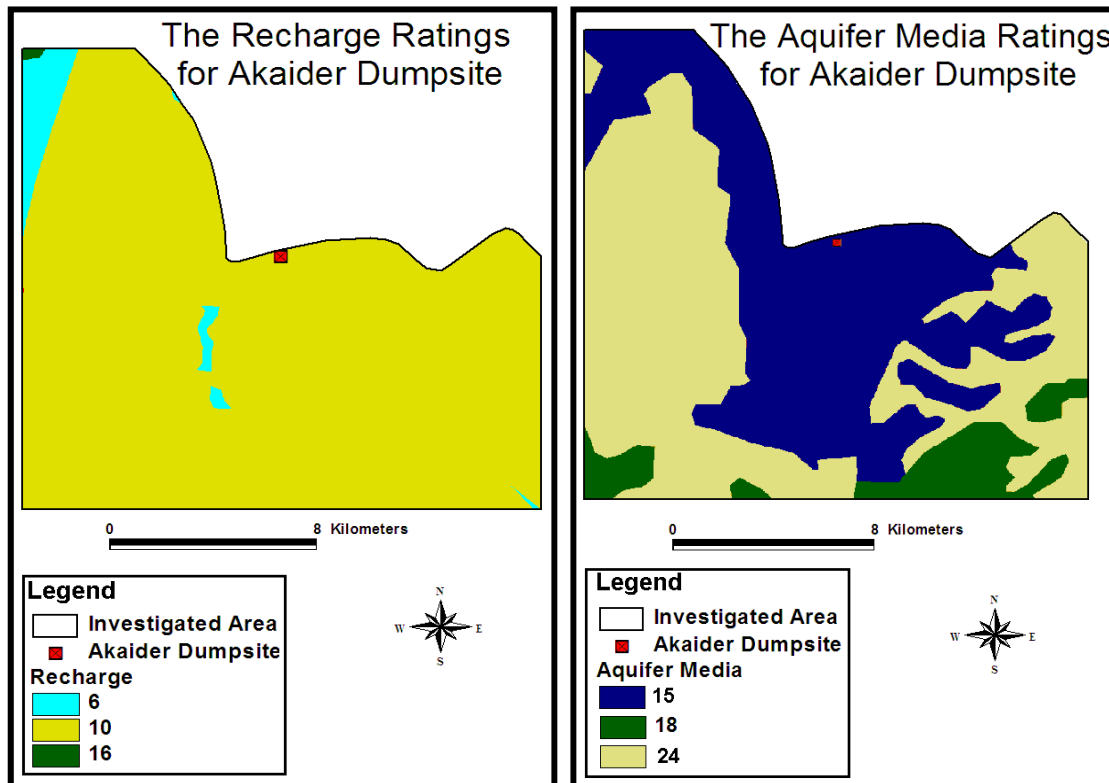 The Recharge Ratings
for Akaider Dumpsite
0 8 Kilometers
Legend
Investigated Area
Akaider Dumpsite
Recharge
6
10
16
N
W E
S
The Aquifer Media Ratings
for Akaider Dumpsite
0 8 Kilometers
Legend
Investigated Area
Akaider Dumpsite
Aquifer Media
15
18
24
N
W E
S